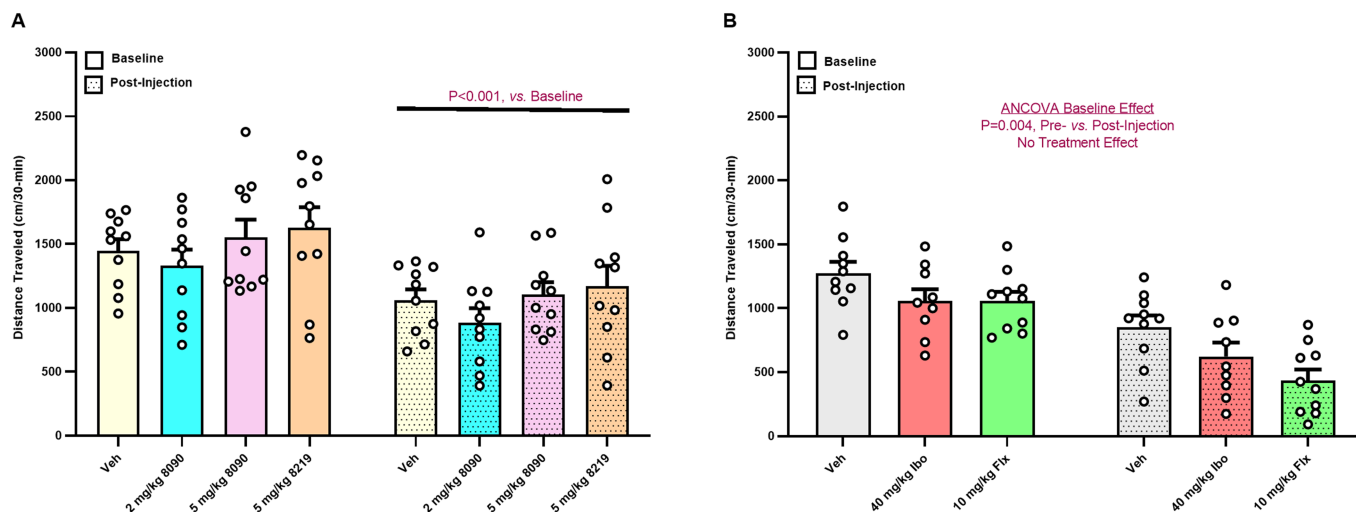 A
Distance Traveled (cm/30-min)
3000
2500
2000
1500
1000
500
0
Baseline
Post-Injection
P<0.001, vs. Baseline
Veh
2 mg/kg 8090
5 mg/kg 8090
5 mg/kg 8219
Veh
2 mg/kg 8090
5 mg/kg 8090
5 mg/kg 8219
B
Distance Traveled (cm/30-min)
3000
2500
2000
1500
1000
500
0
Baseline
Post-Injection
ANCOVA Baseline Effect
P=0.004, Pre- vs. Post-Injection
No Treatment Effect
Veh
40 mg/kg Ibo
10 mg/kg Flx
Veh
40 mg/kg Ibo
10 mg/kg Flx